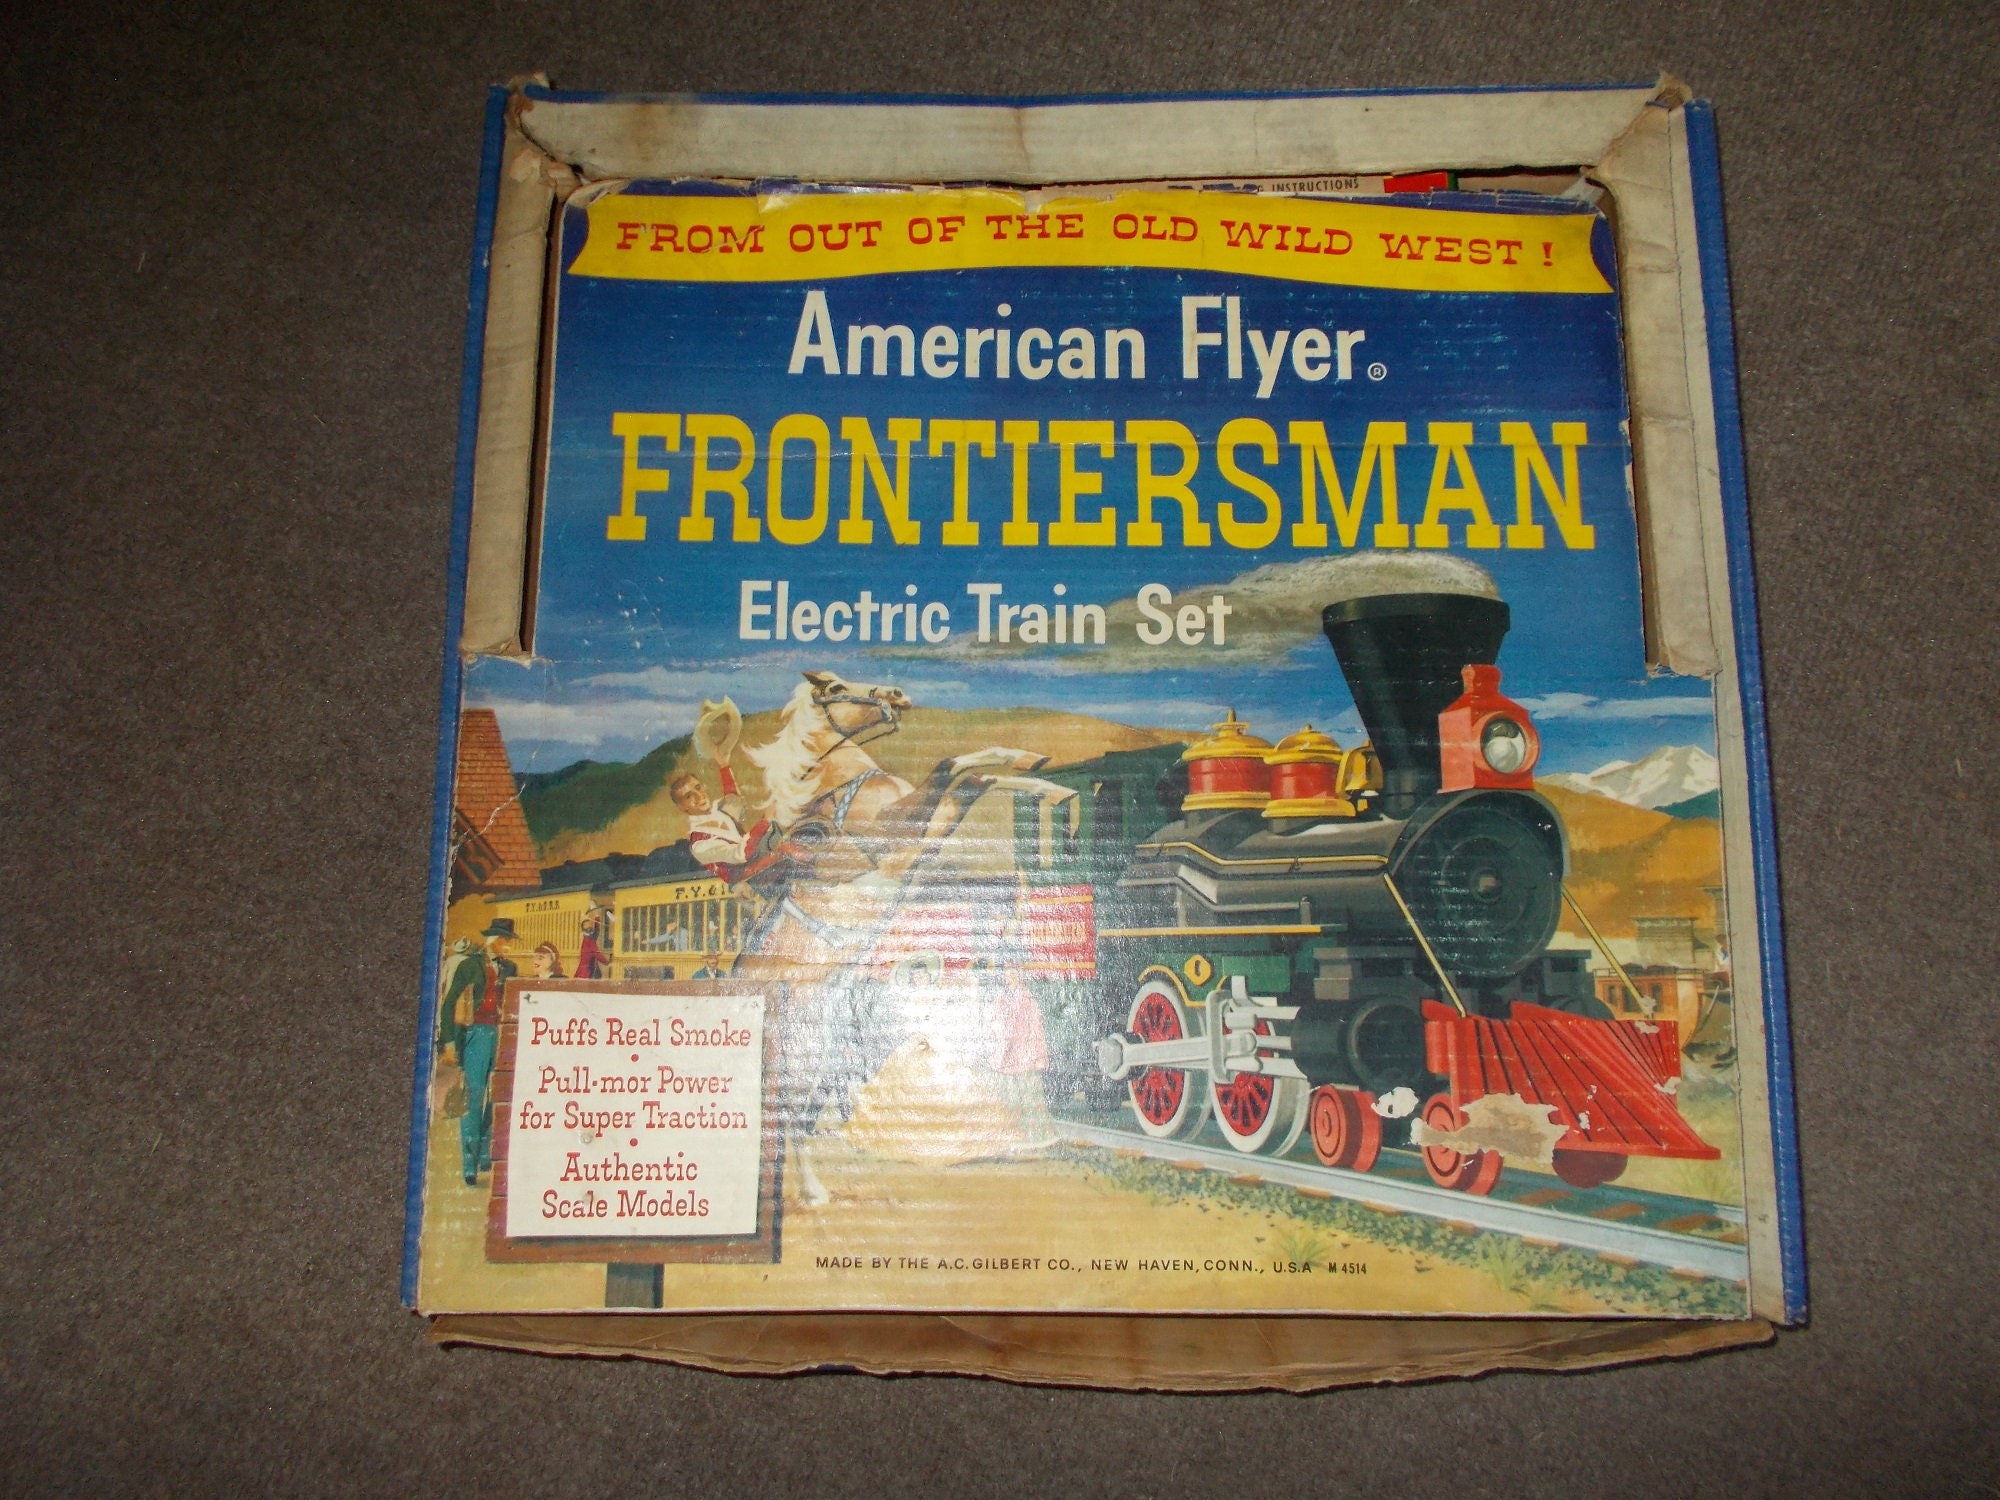 INSTRUCTIONS
FROM OUT OF THE OLD WILD WEST!
American Flyer®
FRONTIERSMAN
Electric Train Set
F.Y.&P.R.R.
F.Y.&
Puffs Real Smoke
•
Pull-mor Power
for Super Traction
•
Authentic
Scale Models
MADE BY THE A.C. GILBERT CO., NEW HAVEN, CONN., U.S.A M 4514